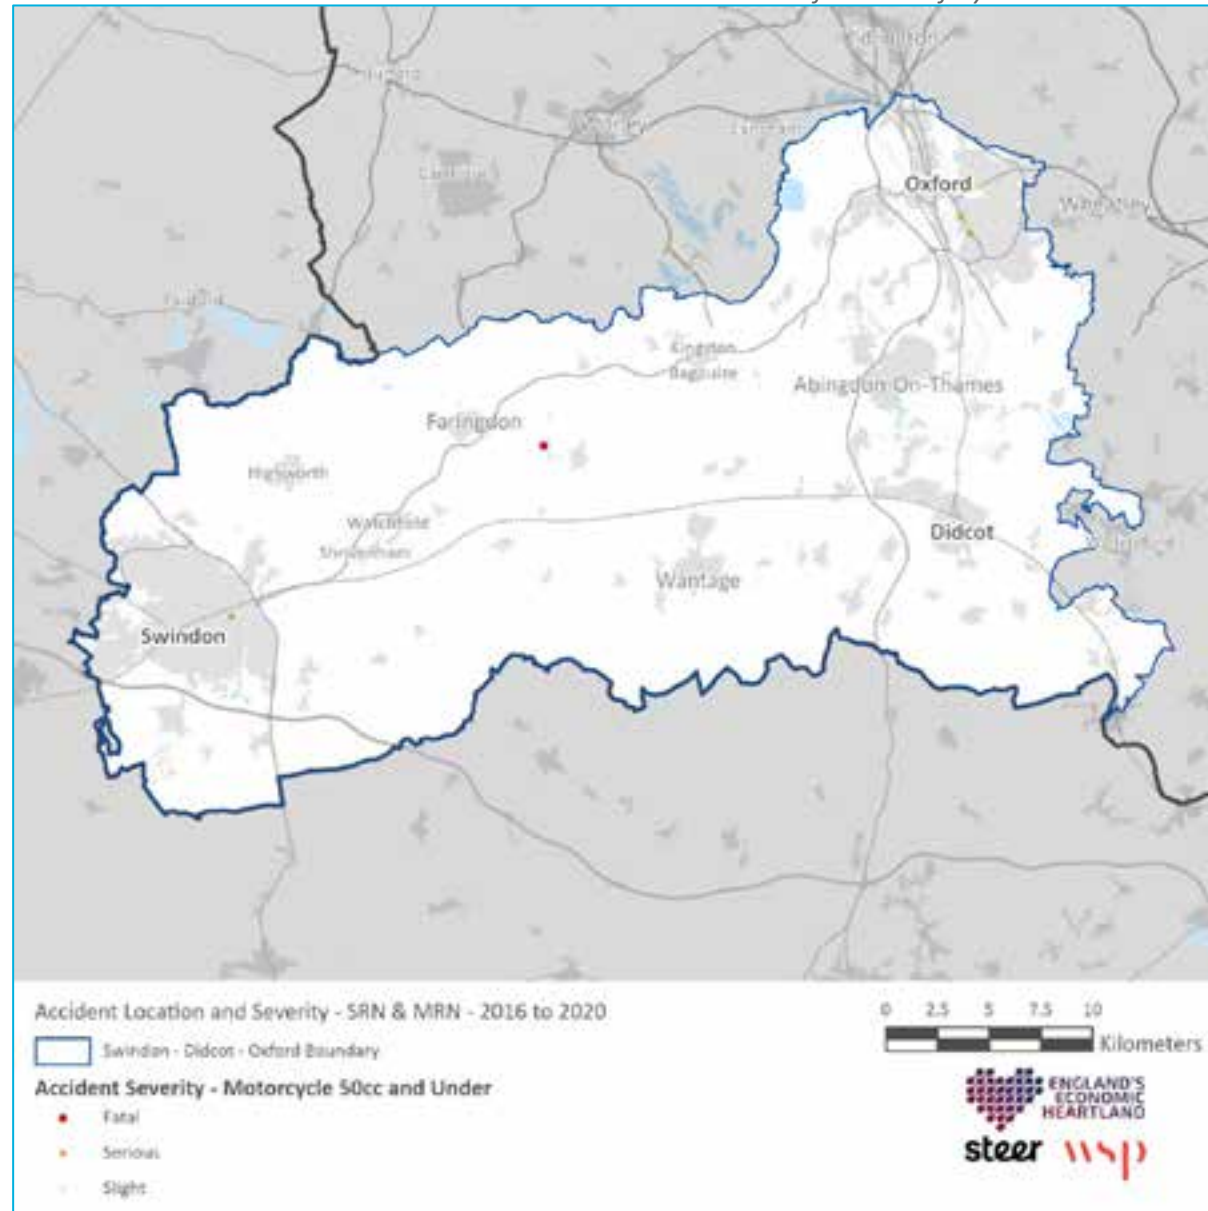 Oxford
Abingdon-On-Thames
Faringdon
Kingston
Bagpuize
Highworth
Watchfield
Shrivenham
Didcot
Wantage
Swindon
Accident Location and Severity - SRN & MRN - 2016 to 2020
Swindon - Didcot - Oxford Boundary
Accident Severity - Motorcycle 50cc and Under
Fatal
Serious
Slight
0 2.5 5 7.5 10
Kilometers
ENGLAND'S
ECONOMIC
HEARTLAND
steer wsp